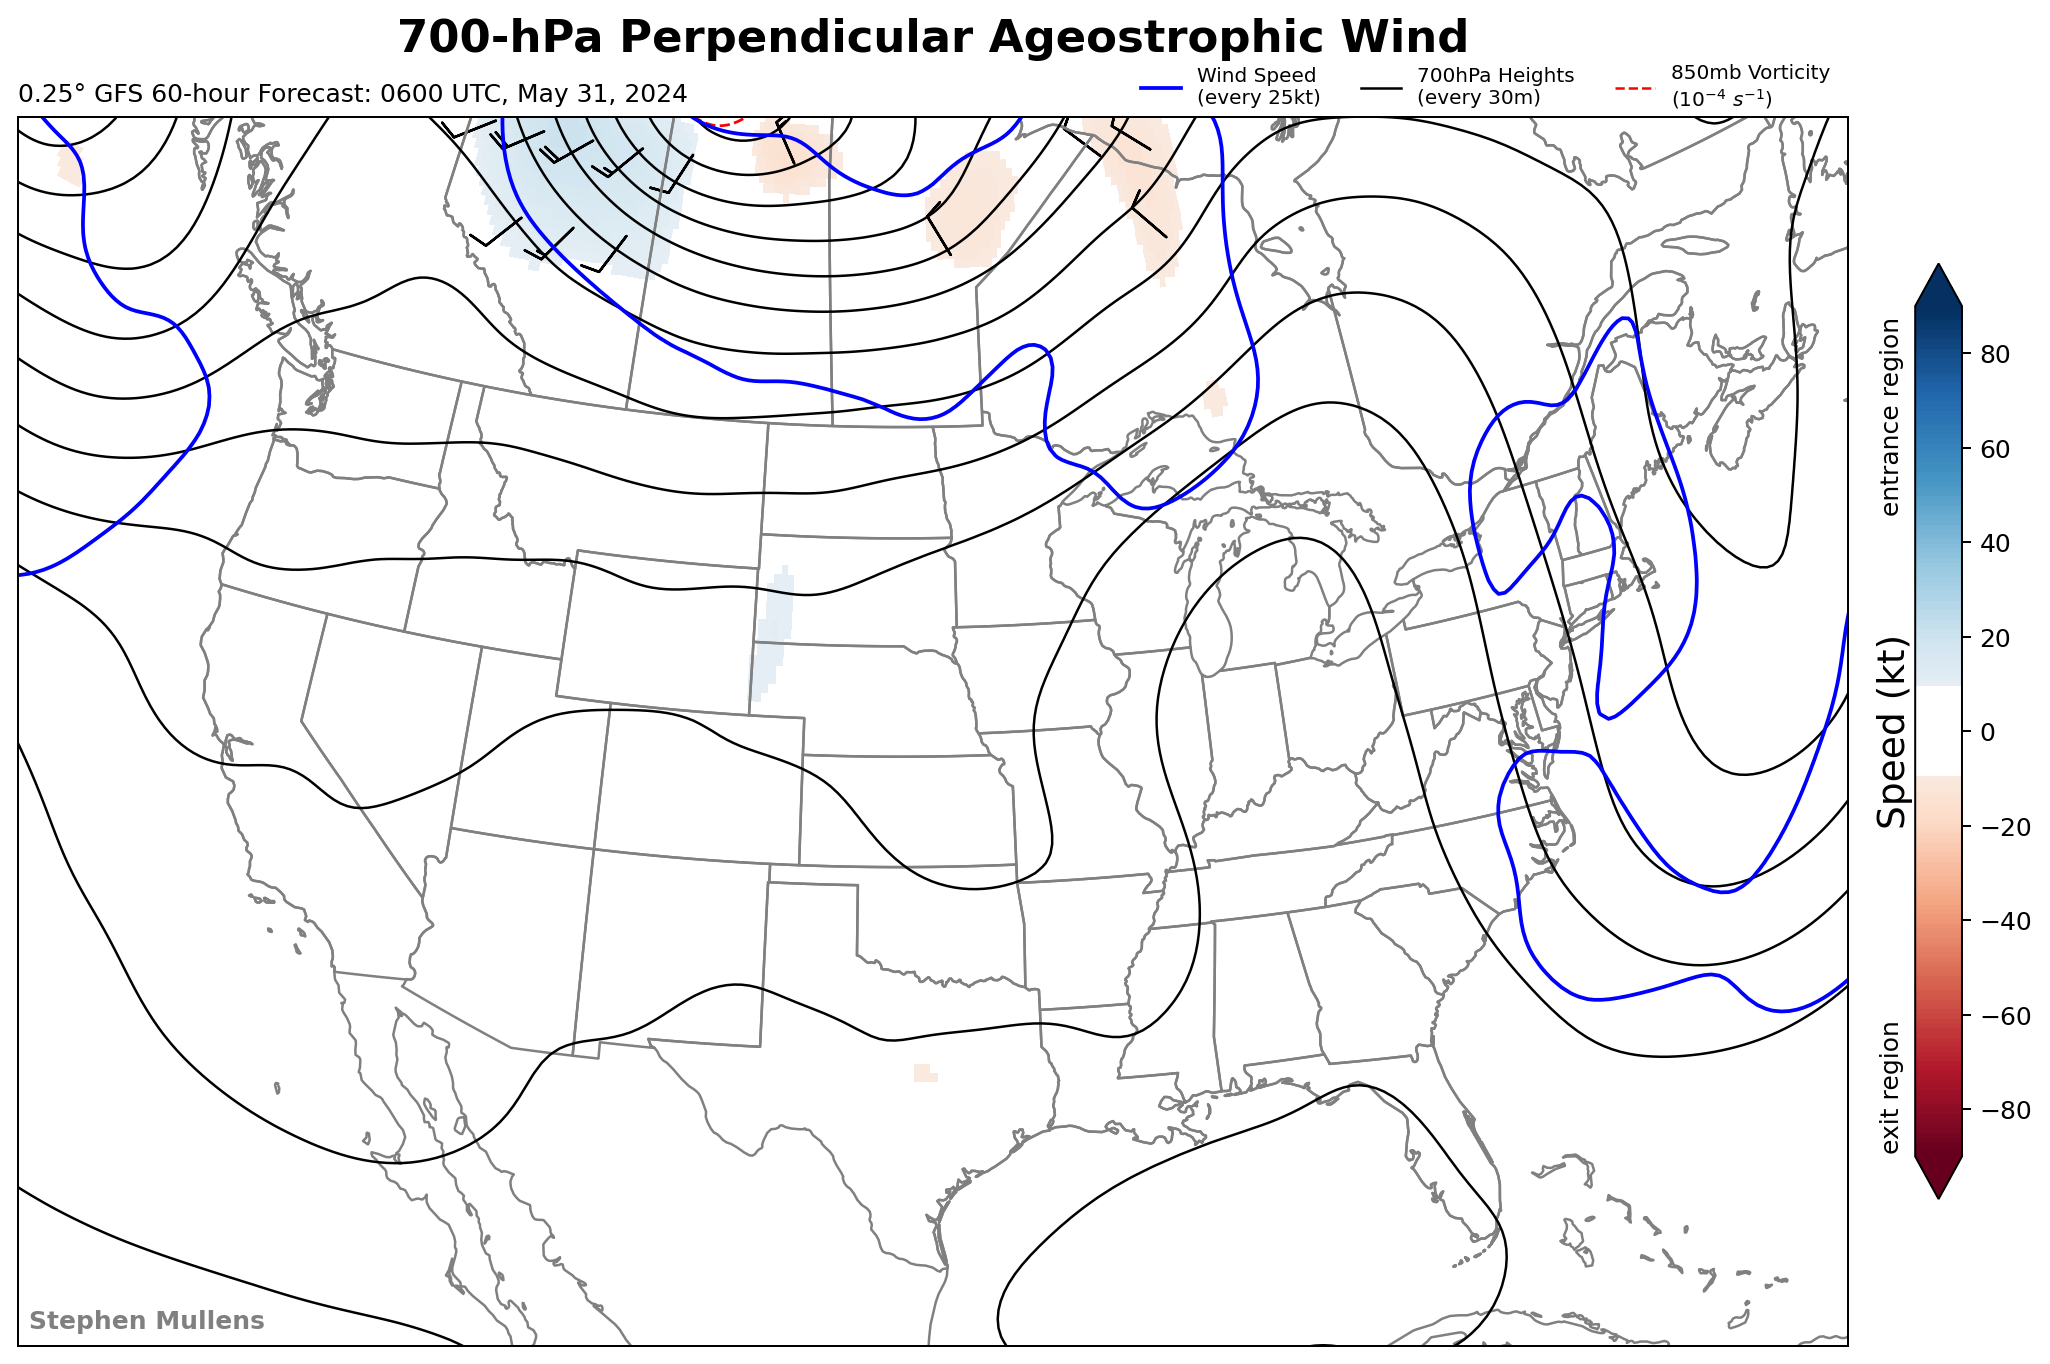 700-hPa Perpendicular Ageostrophic Wind
0.25° GFS 60-hour Forecast: 0600 UTC, May 31, 2024
Wind Speed
(every 25kt)
700hPa Heights
(every 30m)
850mb Vorticity
(10⁻⁴ s⁻¹)
entrance region
Speed (kt)
exit region
80
60
40
20
0
−20
−40
−60
−80
Stephen Mullens